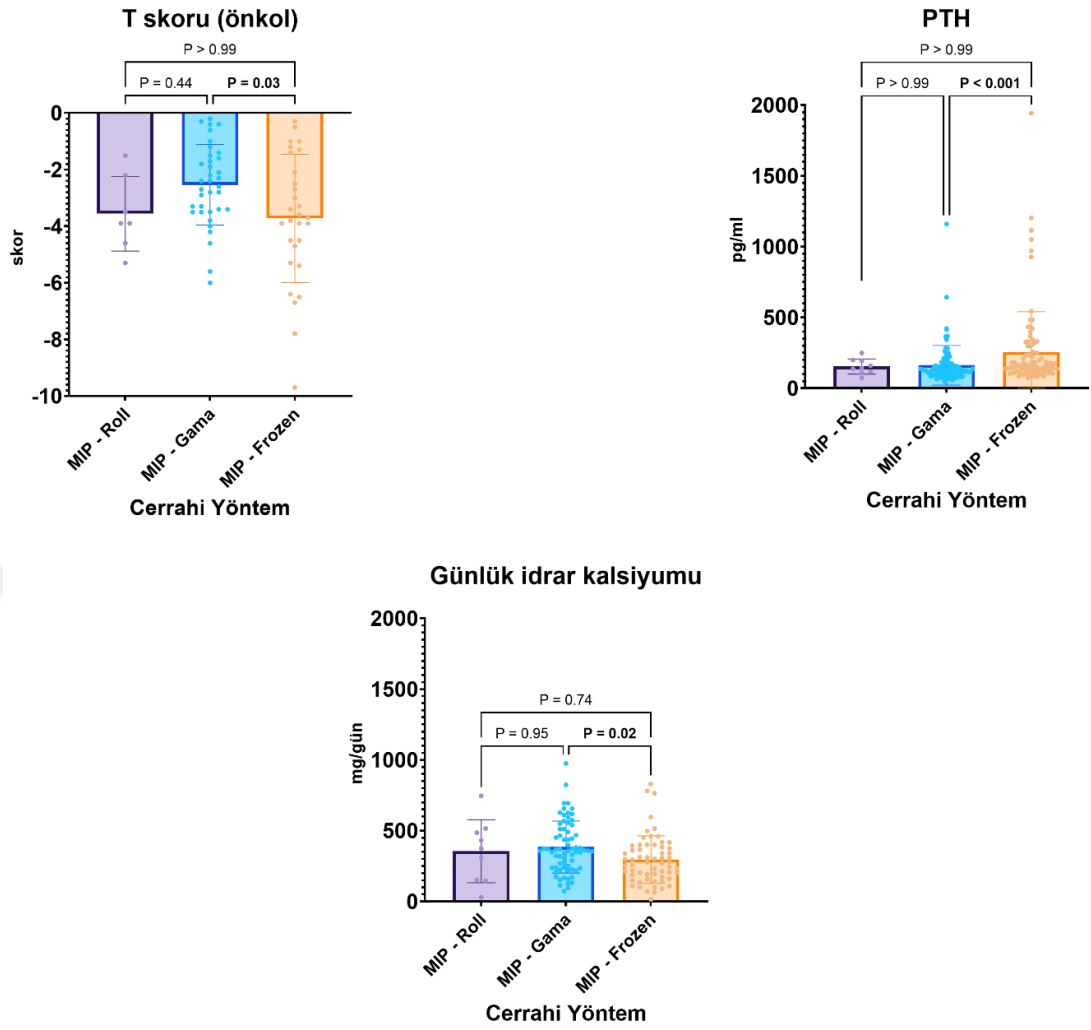 T skoru (önkol)
P > 0.99
P = 0.44
P = 0.03
0
-2
-4
-6
-8
-10
skor
MIP - Roll
MIP - Gama
MIP - Frozen
Cerrahi Yöntem
PTH
P > 0.99
P > 0.99
P < 0.001
2000
1500
1000
500
0
pg/ml
MIP - Roll
MIP - Gama
MIP - Frozen
Cerrahi Yöntem
Günlük idrar kalsiyumu
2000
1500
1000
500
0
mg/gün
P = 0.74
P = 0.95
P = 0.02
MIP - Roll
MIP - Gama
MIP - Frozen
Cerrahi Yöntem